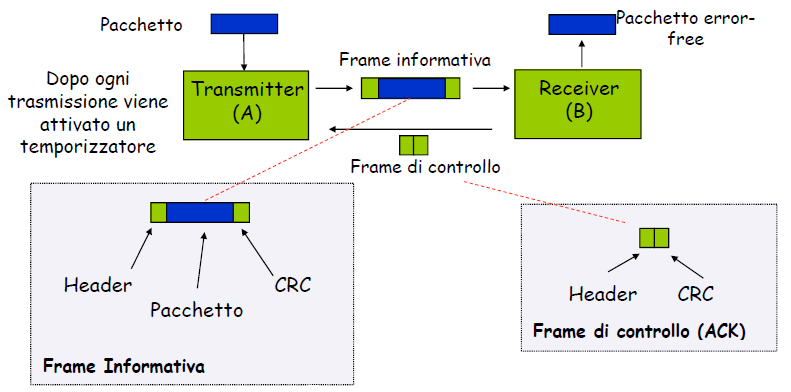 Pacchetto
Pacchetto error-
free
Dopo ogni
trasmissione viene
attivato un
temporizzatore
Transmitter
(A)
Frame informativa
Receiver
(B)
Frame di controllo
Header
Pacchetto
CRC
Frame Informativa
Header
CRC
Frame di controllo (ACK)